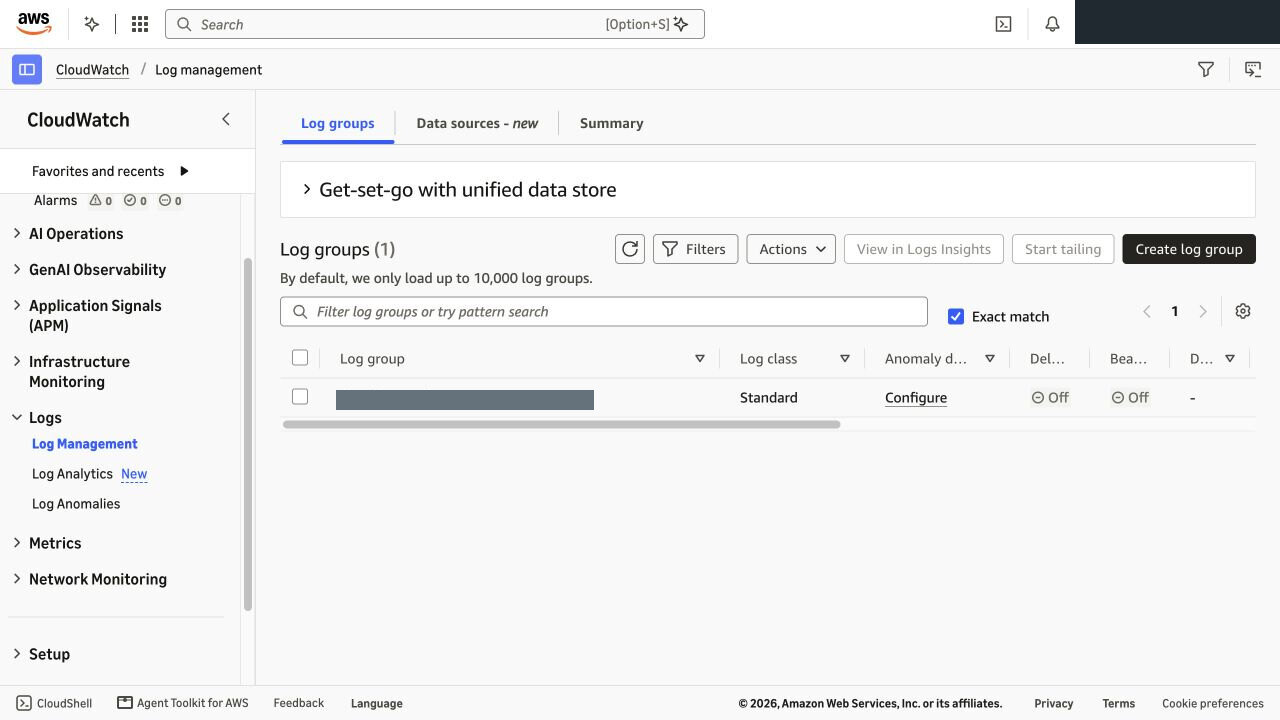 aws
Search [Option+S]
CloudWatch / Log management
CloudWatch
Favorites and recents
Alarms 0 0 0
AI Operations
GenAI Observability
Application Signals
(APM)
Infrastructure
Monitoring
Logs
Log Management
Log Analytics New
Log Anomalies
Metrics
Network Monitoring
Setup
Log groups Data sources - new Summary
Get-set-go with unified data store
Log groups (1) Filters Actions View in Logs Insights Start tailing Create log group
By default, we only load up to 10,000 log groups.
Filter log groups or try pattern search Exact match 1
Log group Log class Anomaly d... Del... Bea... D...
Standard Configure Off Off -
CloudShell Agent Toolkit for AWS Feedback Language © 2026, Amazon Web Services, Inc. or its affiliates. Privacy Terms Cookie preferences